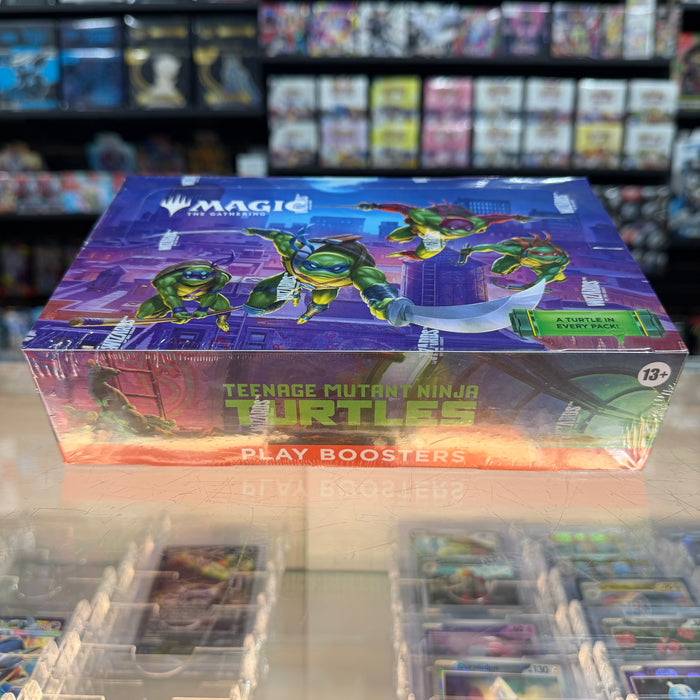 MAGIC
THE GATHERING
A TURTLE IN
EVERY PACK!
13+
TEENAGE MUTANT NINJA
TURTLES
PLAY BOOSTERS